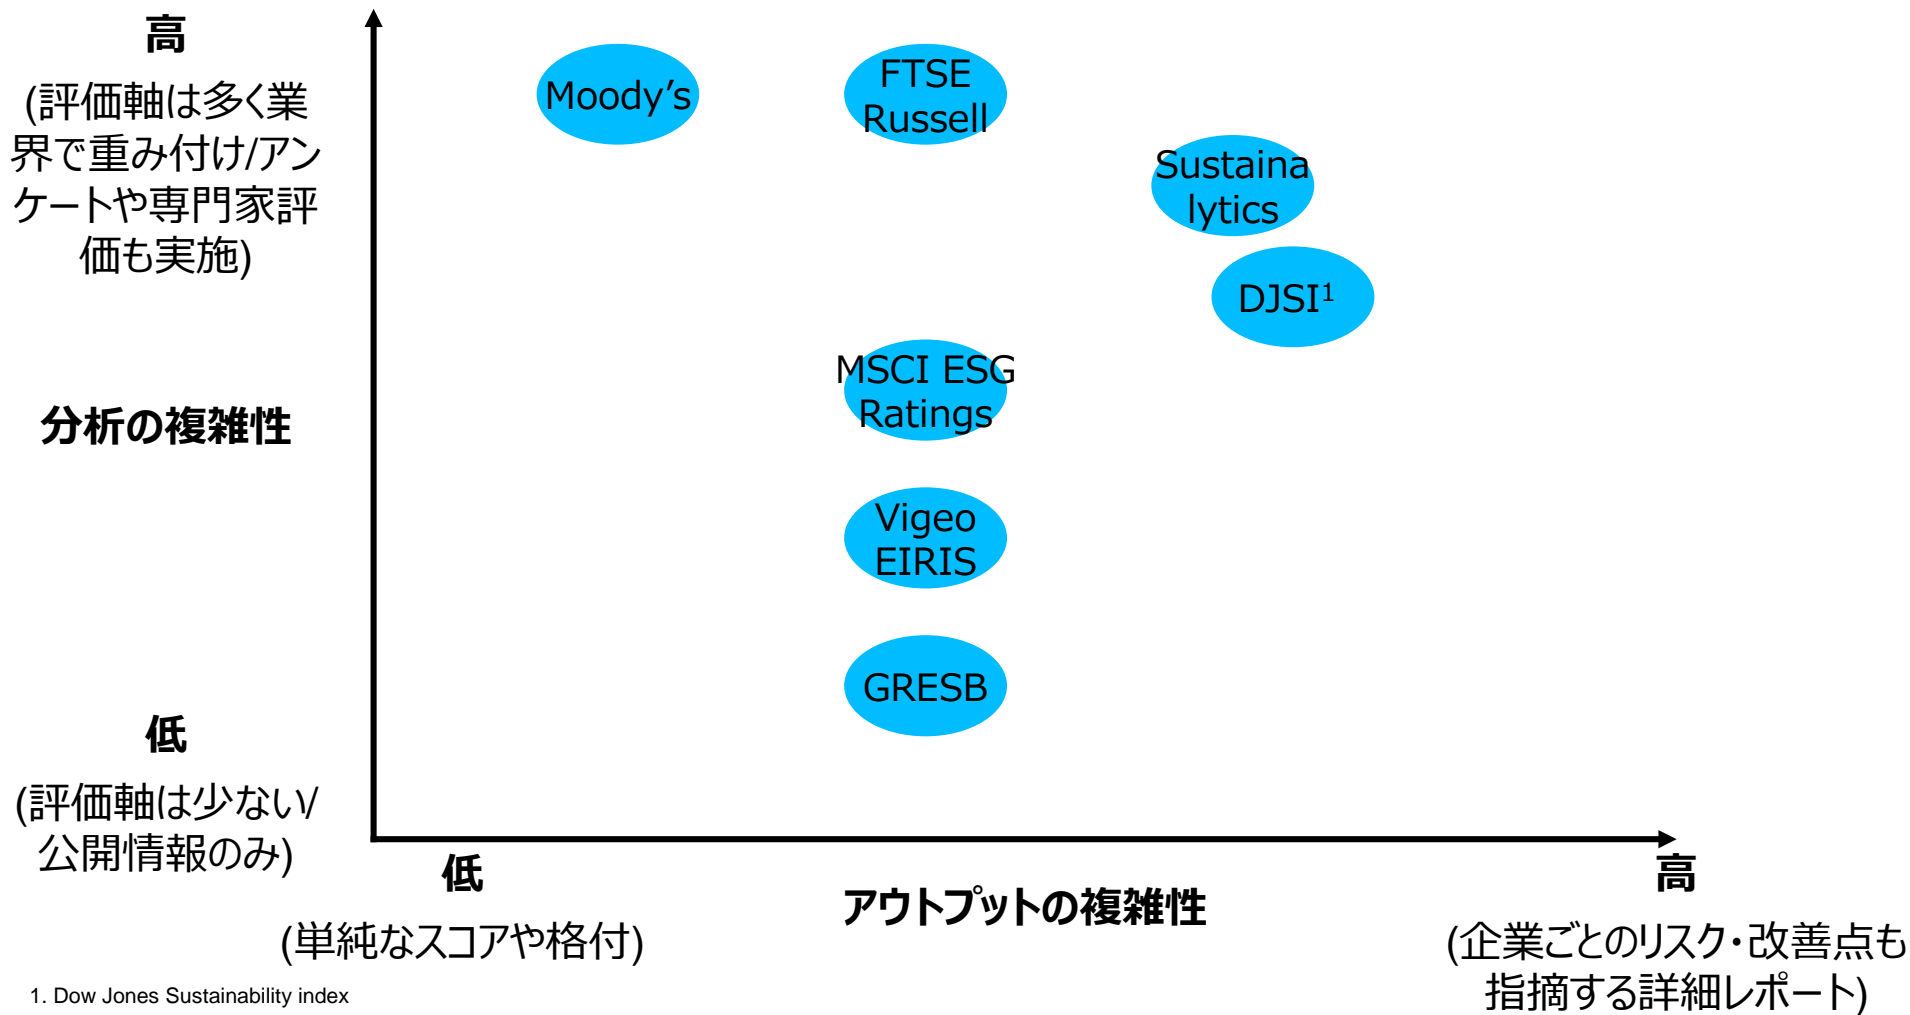 高
(評価軸は多く業
界で重み付け/アン
ケートや専門家評
価も実施)
分析の複雑性
低
(評価軸は少ない/
公開情報のみ)
Moody’s
FTSE
Russell
Sustaina
lytics
DJSI¹
MSCI ESG
Ratings
Vigeo
EIRIS
GRESB
低
(単純なスコアや格付)
アウトプットの複雑性
高
(企業ごとのリスク・改善点も
指摘する詳細レポート)
1. Dow Jones Sustainability index